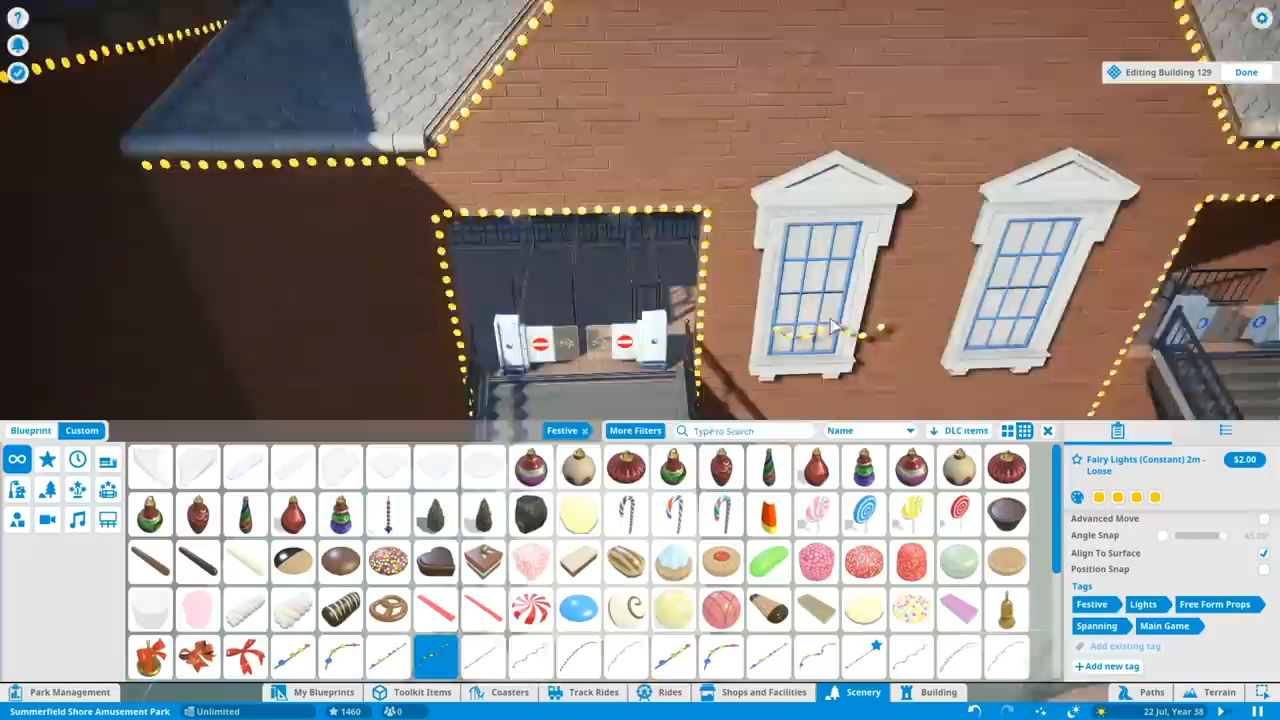 ?
Editing Building 129
Done
Blueprint
Custom
Festive ×
More Filters
Type to Search
Name
DLC Items
Fairy Lights (Constant) 2m - Loose
$2.00
Advanced Move
Angle Snap
45.00°
Align To Surface
Position Snap
Tags
Festive
Lights
Free Form Props
Spanning
Main Game
Add existing tag
+Add new tag
Park Management
My Blueprints
Toolkit Items
Coasters
Track Rides
Rides
Shops and Facilities
Scenery
Building
Paths
Terrain
Summerfield Shore Amusement Park
Unlimited
1460
0
22 Jul, Year 38